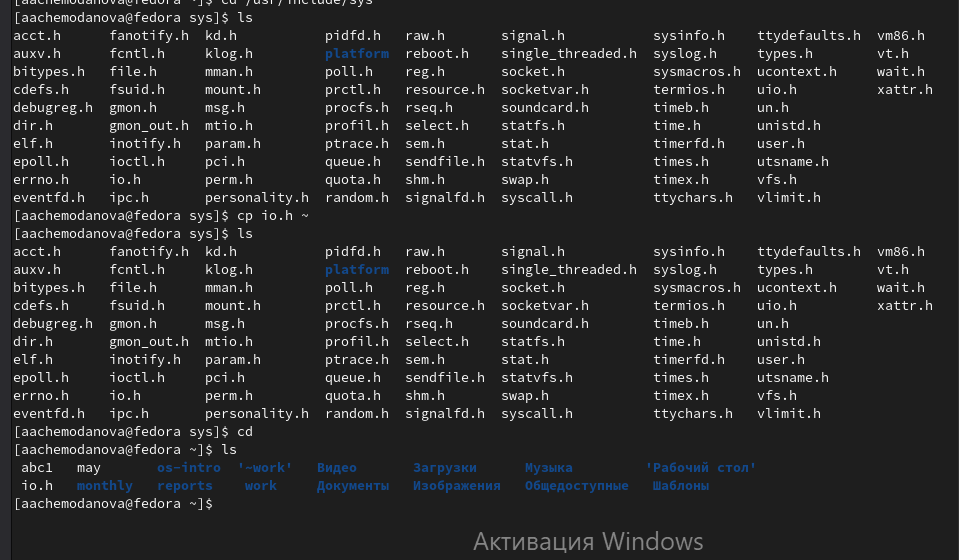 [aachemodanova@fedora ~]$ cd /usr/include/sys
[aachemodanova@fedora sys]$ ls
acct.h fanotify.h kd.h pidfd.h raw.h signal.h sysinfo.h ttydefaults.h vm86.h
auxv.h fcntl.h klog.h platform reboot.h single_threaded.h syslog.h types.h vt.h
bitypes.h file.h mman.h poll.h reg.h socket.h sysmacros.h ucontext.h wait.h
cdefs.h fsuid.h mount.h prctl.h resource.h socketvar.h termios.h uio.h xattr.h
debugreg.h gmon.h msg.h procfs.h rseq.h soundcard.h timeb.h un.h
dir.h gmon_out.h mtio.h profil.h select.h statfs.h time.h unistd.h
elf.h inotify.h param.h ptrace.h sem.h stat.h timerfd.h user.h
epoll.h ioctl.h pci.h queue.h sendfile.h statvfs.h times.h utsname.h
errno.h io.h perm.h quota.h shm.h swap.h timex.h vfs.h
eventfd.h ipc.h personality.h random.h signalfd.h syscall.h ttychars.h vlimit.h
[aachemodanova@fedora sys]$ cp io.h ~
[aachemodanova@fedora sys]$ ls
acct.h fanotify.h kd.h pidfd.h raw.h signal.h sysinfo.h ttydefaults.h vm86.h
auxv.h fcntl.h klog.h platform reboot.h single_threaded.h syslog.h types.h vt.h
bitypes.h file.h mman.h poll.h reg.h socket.h sysmacros.h ucontext.h wait.h
cdefs.h fsuid.h mount.h prctl.h resource.h socketvar.h termios.h uio.h xattr.h
debugreg.h gmon.h msg.h procfs.h rseq.h soundcard.h timeb.h un.h
dir.h gmon_out.h mtio.h profil.h select.h statfs.h time.h unistd.h
elf.h inotify.h param.h ptrace.h sem.h stat.h timerfd.h user.h
epoll.h ioctl.h pci.h queue.h sendfile.h statvfs.h times.h utsname.h
errno.h io.h perm.h quota.h shm.h swap.h timex.h vfs.h
eventfd.h ipc.h personality.h random.h signalfd.h syscall.h ttychars.h vlimit.h
[aachemodanova@fedora sys]$ cd
[aachemodanova@fedora ~]$ ls
abc1 may os-intro '~work' Видео Загрузки Музыка 'Рабочий стол'
io.h monthly reports work Документы Изображения Общедоступные Шаблоны
[aachemodanova@fedora ~]$
Активация Windows